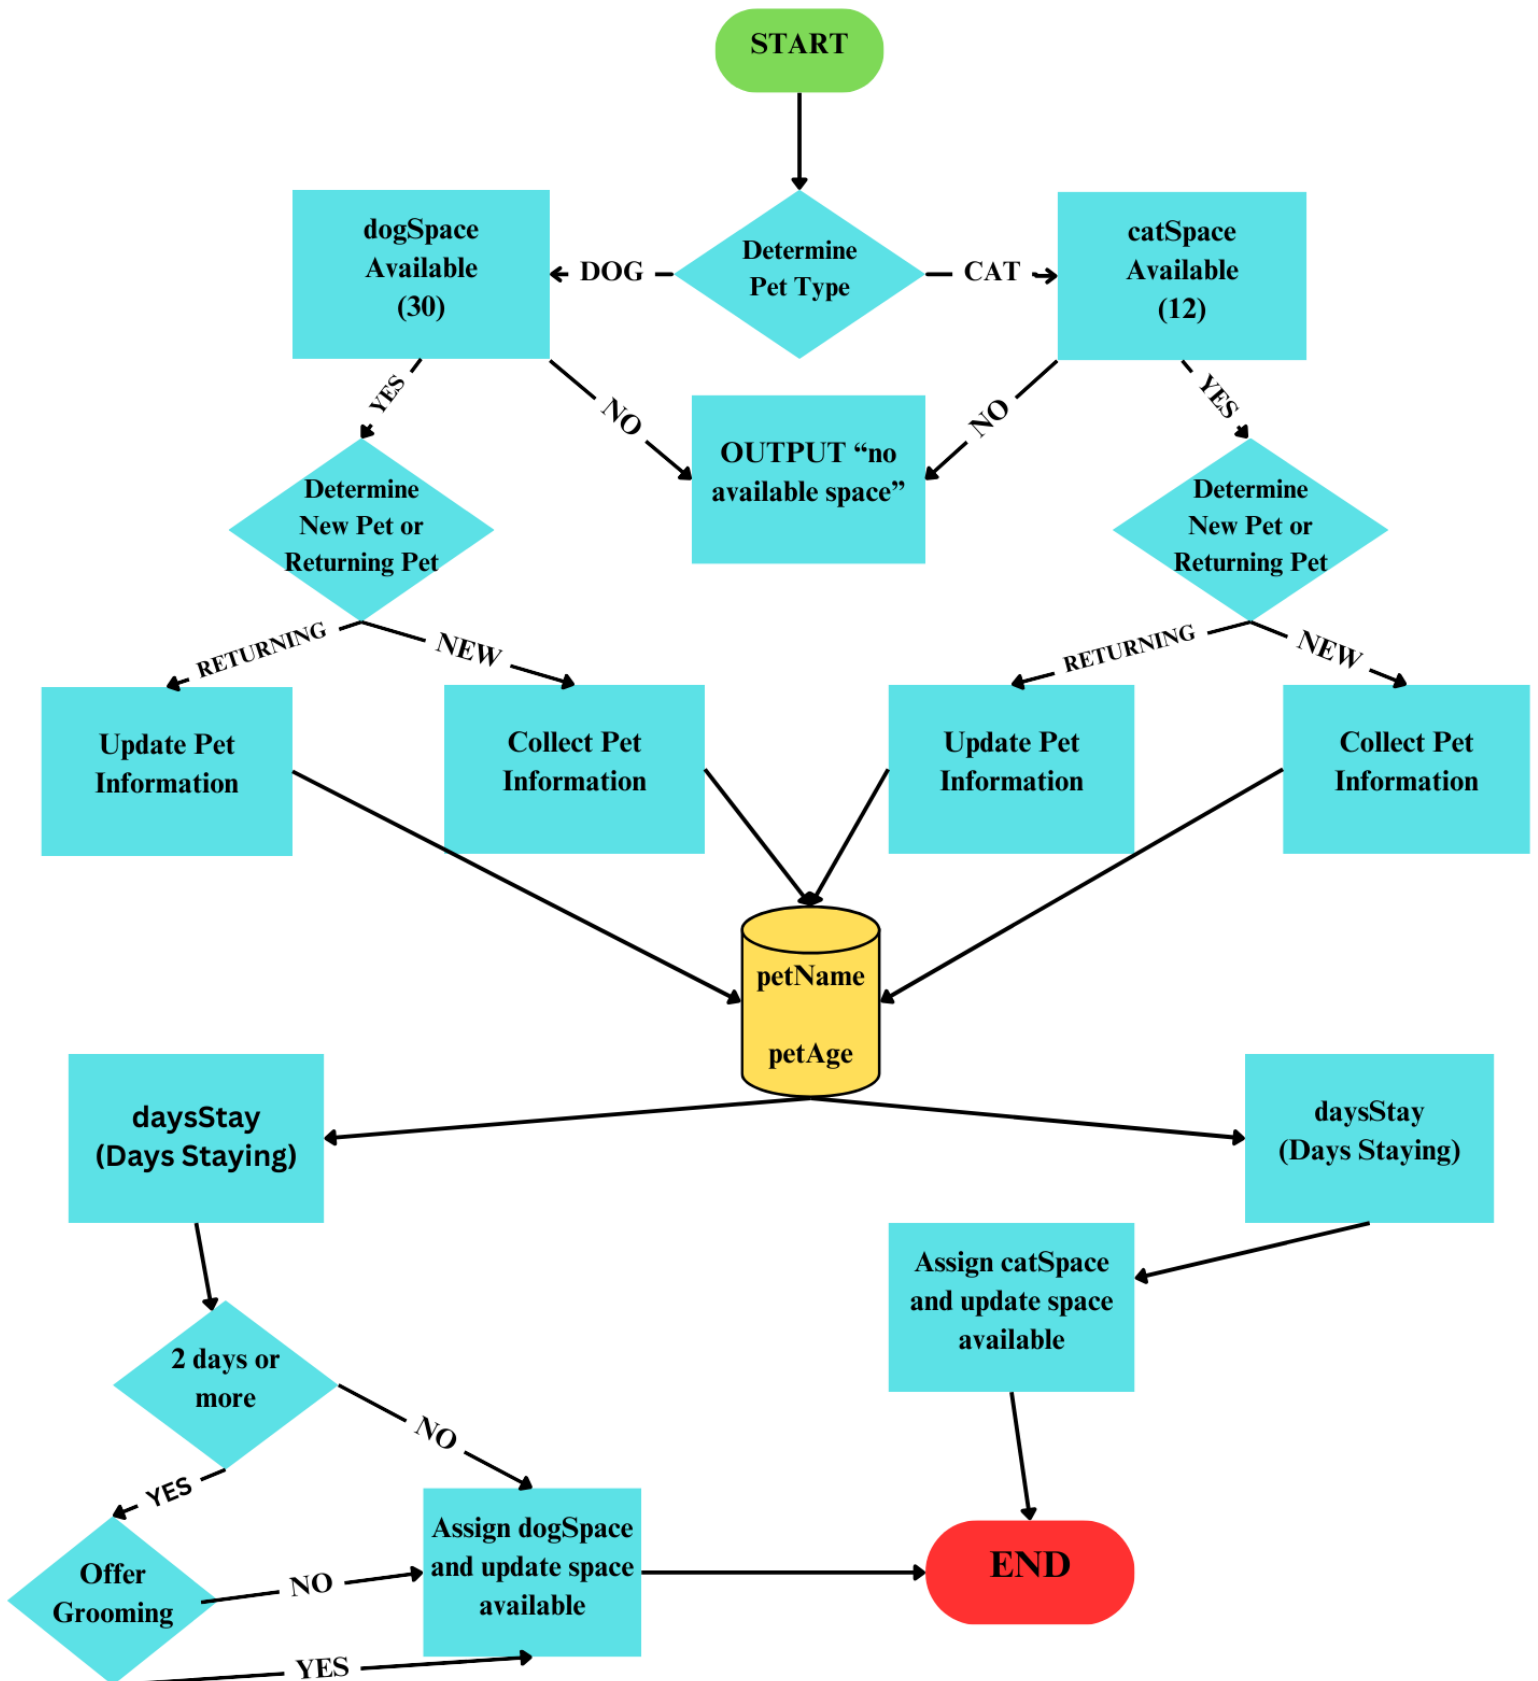 START
dogSpace
Available
(30)
DOG
Determine
Pet Type
CAT
catSpace
Available
(12)
YES
NO
OUTPUT “no
available space”
NO
YES
Determine
New Pet or
Returning Pet
Determine
New Pet or
Returning Pet
RETURNING
NEW
RETURNING
NEW
Update Pet
Information
Collect Pet
Information
Update Pet
Information
Collect Pet
Information
petName
petAge
daysStay
(Days Staying)
daysStay
(Days Staying)
Assign catSpace
and update space
available
2 days or
more
NO
YES
Offer
Grooming
NO
Assign dogSpace
and update space
available
END
YES